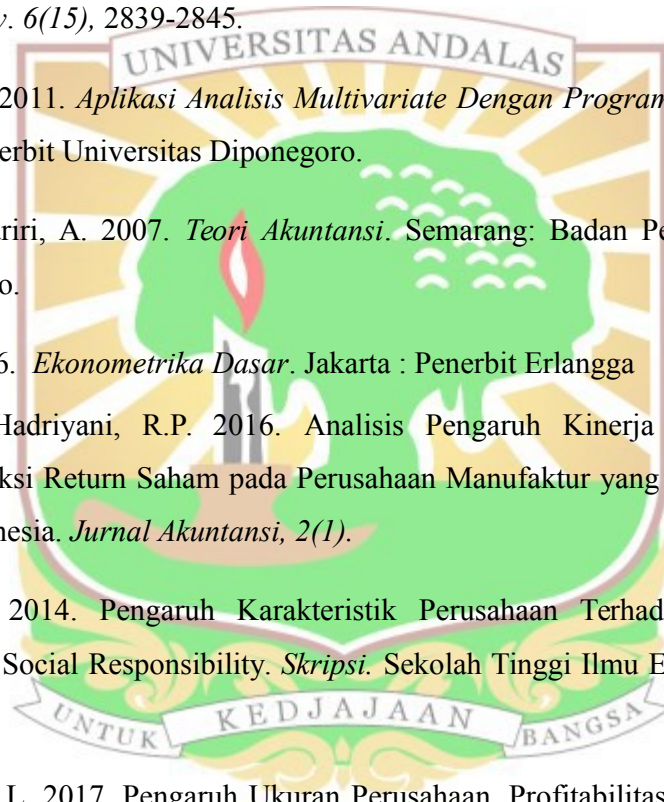 6(15), 2839-2845.
UNIVERSITAS ANDALAS
2011. Aplikasi Analisis Multivariate Dengan Program
erbit Universitas Diponegoro.
riri, A. 2007. Teori Akuntansi. Semarang: Badan Pe
o.
6. Ekonometrika Dasar. Jakarta : Penerbit Erlangga
Hadriyani, R.P. 2016. Analisis Pengaruh Kinerja
ksi Return Saham pada Perusahaan Manufaktur yang
nesia. Jurnal Akuntansi, 2(1).
2014. Pengaruh Karakteristik Perusahaan Terhad
Social Responsibility. Skripsi. Sekolah Tinggi Ilmu E
UNTUK KEDJAJAAN BANGSA
L. 2017. Pengaruh Ukuran Perusahaan, Profitabilitas